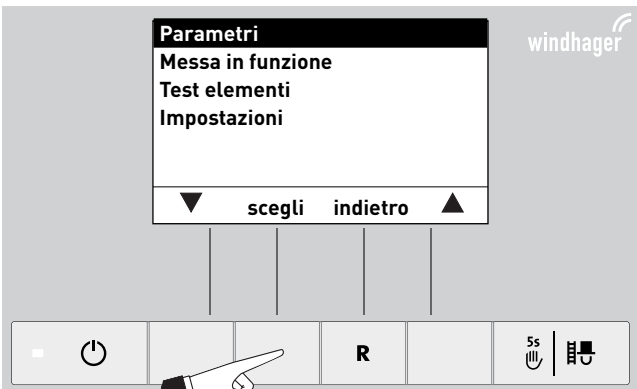 Parametri
windhager
Messa in funzione
Test elementi
Impostazioni
scegli indietro
R
5s